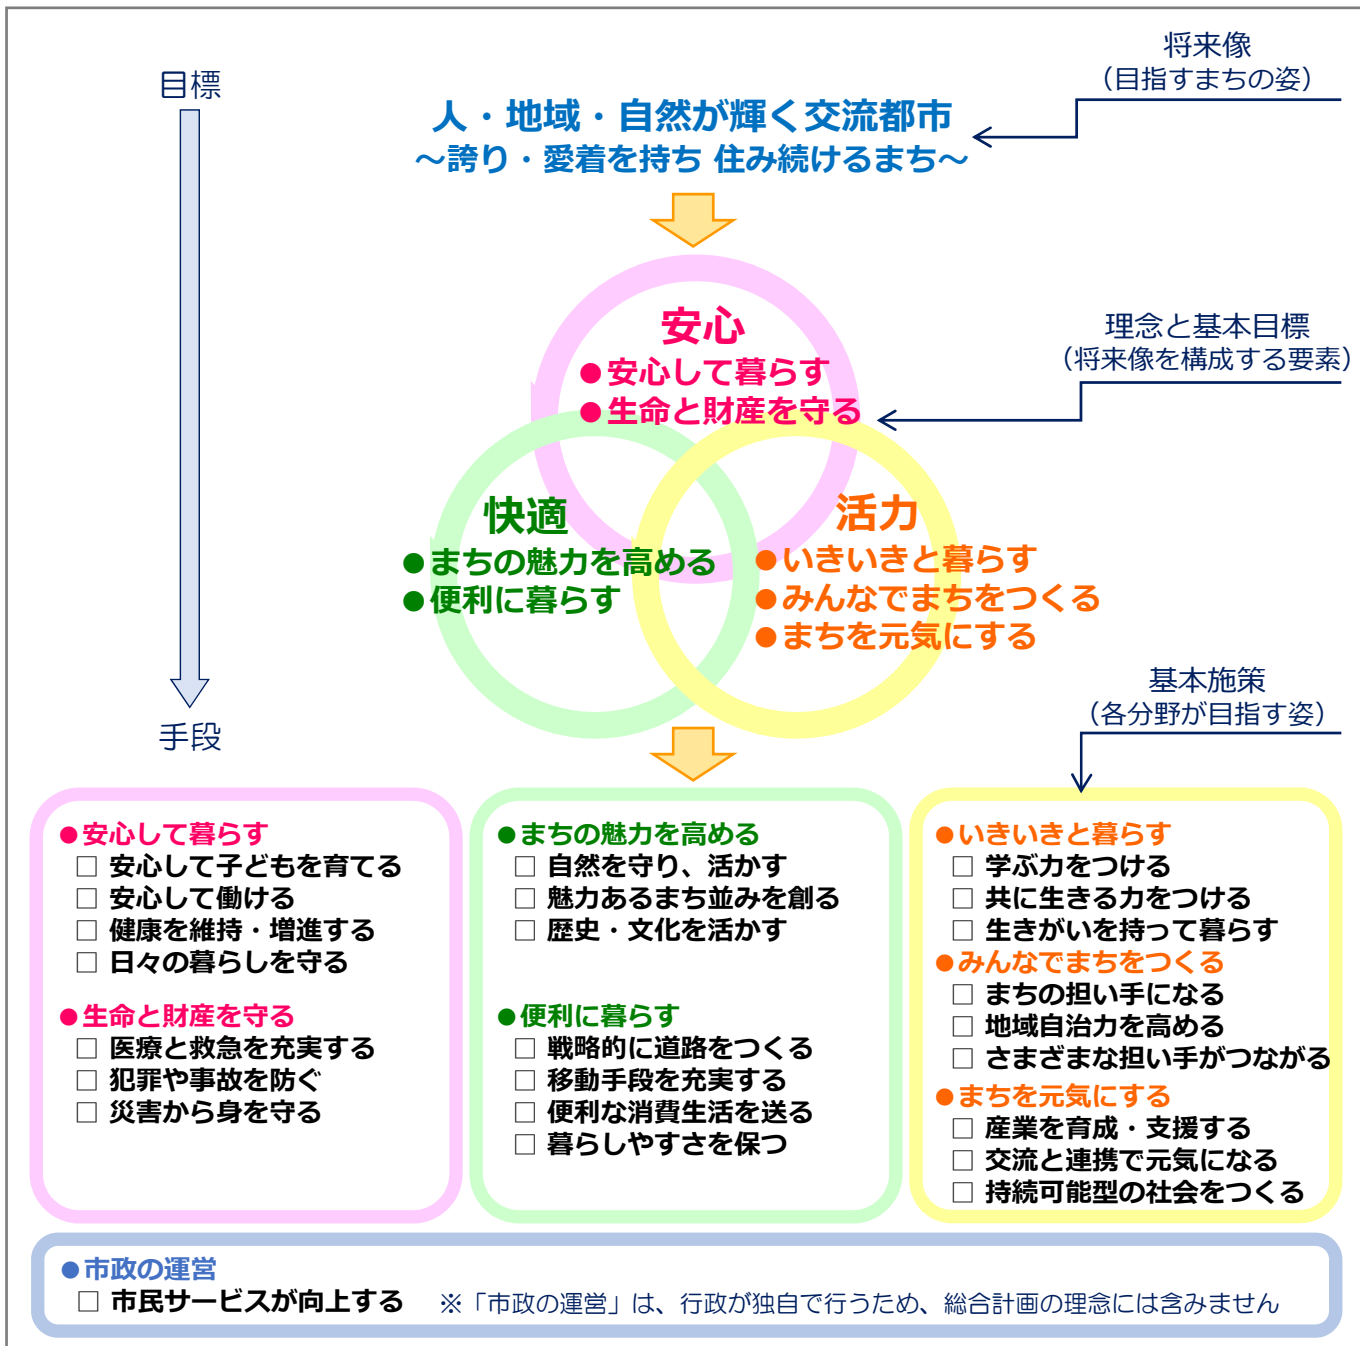 目標
将来像
（目指すまちの姿）
人・地域・自然が輝く交流都市
～誇り・愛着を持ち 住み続けるまち～
安心
●安心して暮らす
●生命と財産を守る
理念と基本目標
（将来像を構成する要素）
快適
●まちの魅力を高める
●便利に暮らす
活力
●いきいきと暮らす
●みんなでまちをつくる
●まちを元気にする
手段
基本施策
（各分野が目指す姿）
●安心して暮らす
□ 安心して子どもを育てる
□ 安心して働ける
□ 健康を維持・増進する
□ 日々の暮らしを守る
●生命と財産を守る
□ 医療と救急を充実する
□ 犯罪や事故を防ぐ
□ 災害から身を守る
●まちの魅力を高める
□ 自然を守り、活かす
□ 魅力あるまち並みを創る
□ 歴史・文化を活かす
●便利に暮らす
□ 戦略的に道路をつくる
□ 移動手段を充実する
□ 便利な消費生活を送る
□ 暮らしやすさを保つ
●いきいきと暮らす
□ 学ぶ力をつける
□ 共に生きる力をつける
□ 生きがいを持って暮らす
●みんなでまちをつくる
□ まちの担い手になる
□ 地域自治力を高める
□ さまざまな担い手がつながる
●まちを元気にする
□ 産業を育成・支援する
□ 交流と連携で元気になる
□ 持続可能型の社会をつくる
●市政の運営
□ 市民サービスが向上する ※「市政の運営」は、行政が独自で行うため、総合計画の理念には含みません